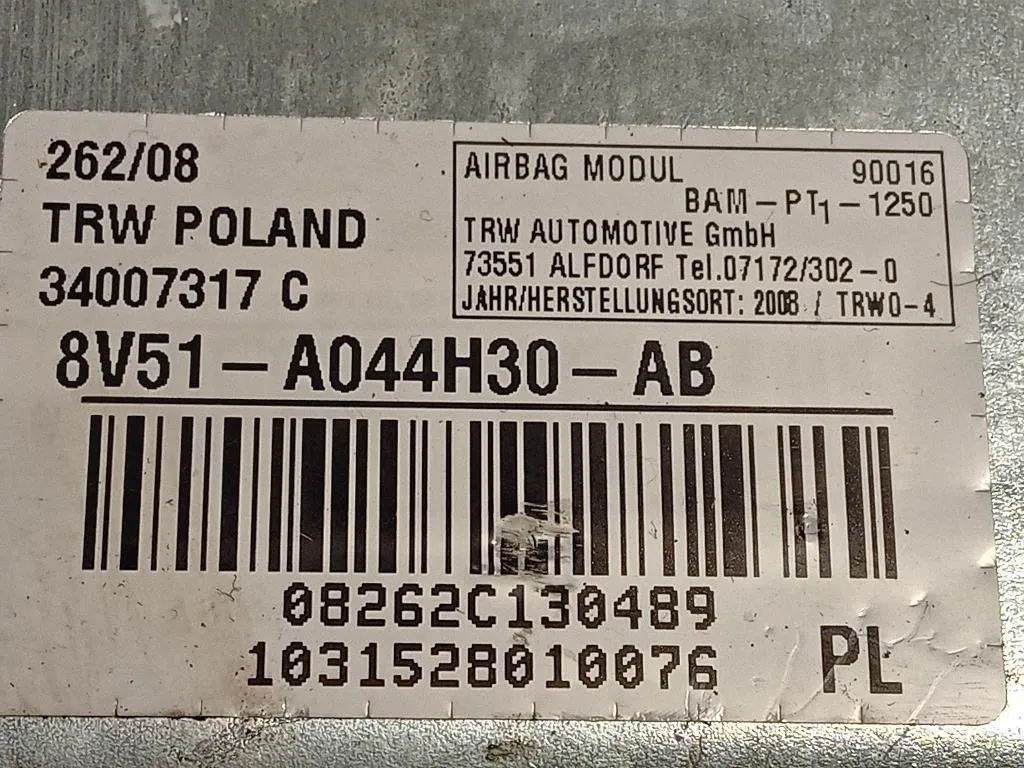 262/08
TRW POLAND
34007317 C
AIRBAG MODUL 90016
BAM-PT1-1250
TRW AUTOMOTIVE GmbH
73551 ALFDORF Tel.07172/302-0
JAHR/HERSTELLUNGSORT: 2008 / TRW0-4
8V51-A044H30-AB
08262C130489
1031528010076
PL